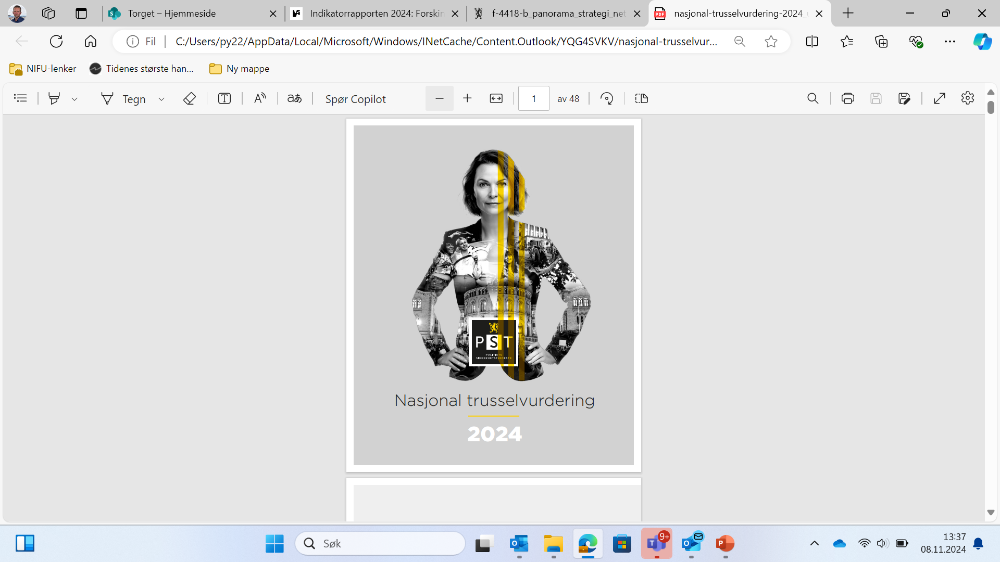 Torget – Hjemmeside
Indikatorrapporten 2024: Forskin
f-4418-b_panorama_strategi_net
nasjonal-trusselvurdering-2024_
Fil
C:/Users/py22/AppData/Local/Microsoft/Windows/INetCache/Content.Outlook/YQG4SVKV/nasjonal-trusselvur...
NIFU-lenker
Tidenes største han...
Ny mappe
Tegn
aあ
Spør Copilot
1
av 48
PST
POLITIETS
SIKKERHETSTJENESTE
Nasjonal trusselvurdering
2024
Søk
9+
13:37
08.11.2024